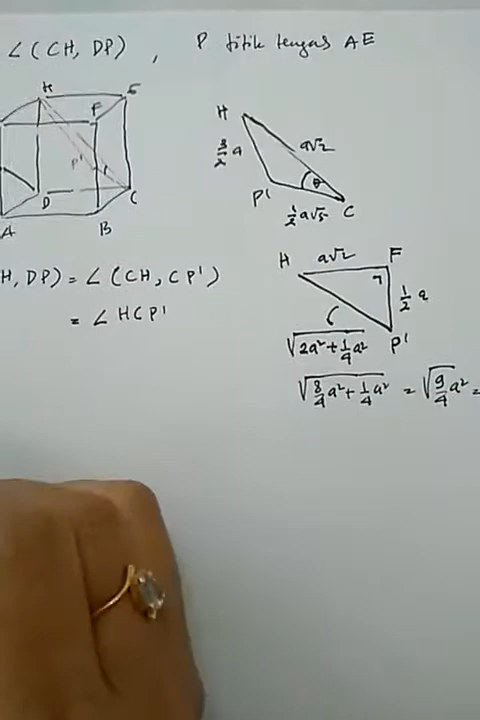 ∠(CH, DP) , P titik tengah AE
H
G
F
P'
D
C
A
B
H
3/2 a
a√2
P'
θ
C
1/2 a√5
H, DP) = ∠(CH, CP')
= ∠HCP'
H
a√2
F
1/2 a
P'
√(2a² + 1/4 a²)
√(8/4 a² + 1/4 a²) = √(9/4 a²) =